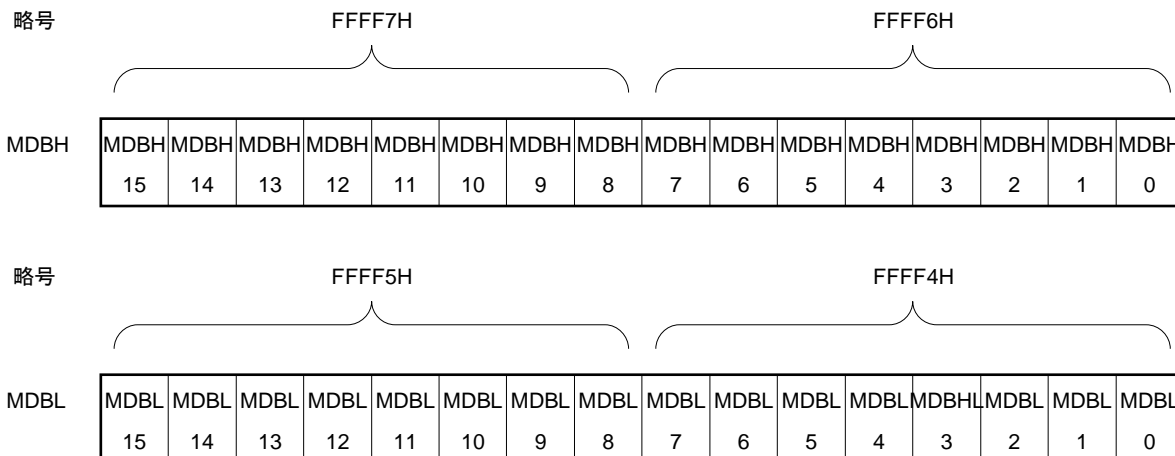 略号 FFFF7H FFFF6H
MDBH MDBH MDBH MDBH MDBH MDBH MDBH MDBH MDBH MDBH MDBH MDBH MDBH MDBH MDBH MDBH MDBH
15 14 13 12 11 10 9 8 7 6 5 4 3 2 1 0
略号 FFFF5H FFFF4H
MDBL MDBL MDBL MDBL MDBL MDBL MDBL MDBL MDBL MDBL MDBL MDBL MDBL MDBHL MDBL MDBL MDBL
15 14 13 12 11 10 9 8 7 6 5 4 3 2 1 0